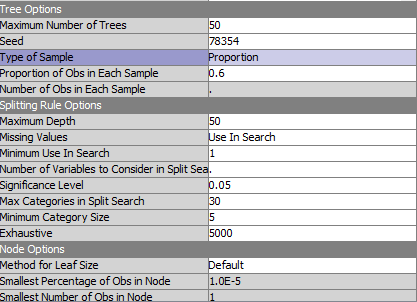 Tree Options
Maximum Number of Trees 50
Seed 78354
Type of Sample Proportion
Proportion of Obs in Each Sample 0.6
Number of Obs in Each Sample .
Splitting Rule Options
Maximum Depth 50
Missing Values Use In Search
Minimum Use In Search 1
Number of Variables to Consider in Split Sea .
Significance Level 0.05
Max Categories in Split Search 30
Minimum Category Size 5
Exhaustive 5000
Node Options
Method for Leaf Size Default
Smallest Percentage of Obs in Node 1.0E-5
Smallest Number of Obs in Node 1